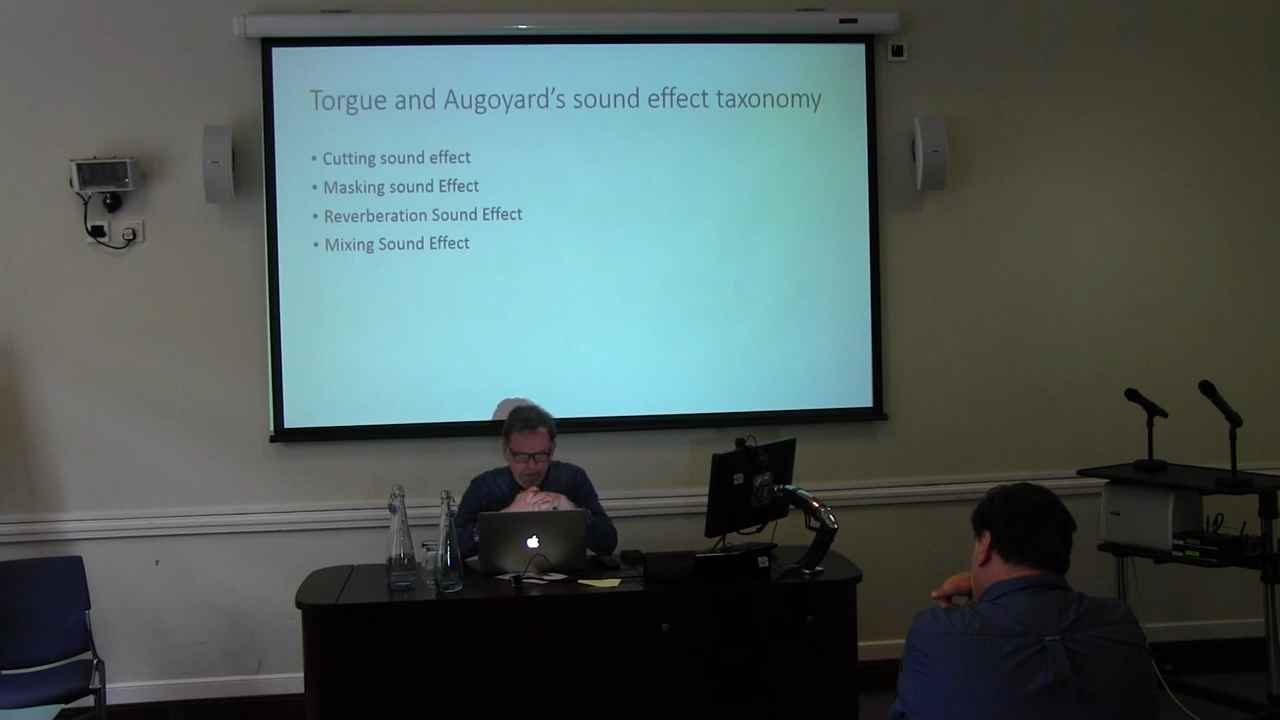 Torgue and Augoyard's sound effect taxonomy
• Cutting sound effect
• Masking sound Effect
• Reverberation Sound Effect
• Mixing Sound Effect